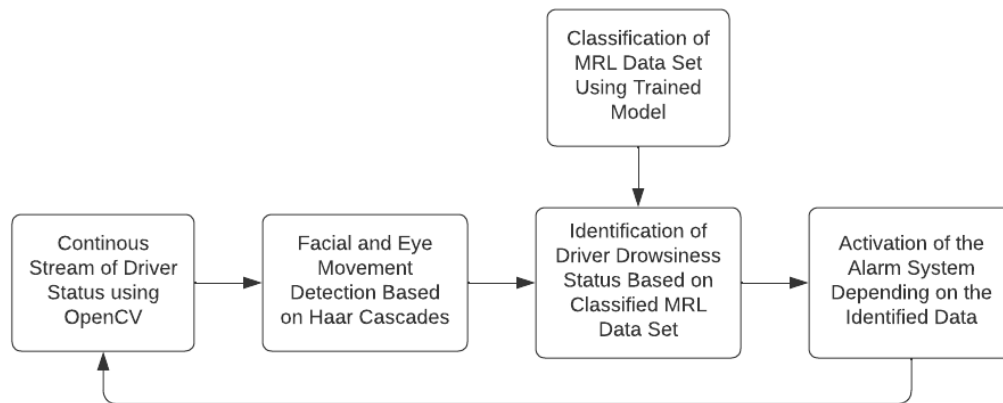 Classification of
MRL Data Set
Using Trained
Model
Continous
Stream of Driver
Status using
OpenCV
Facial and Eye
Movement
Detection Based
on Haar Cascades
Identification of
Driver Drowsiness
Status Based on
Classified MRL
Data Set
Activation of the
Alarm System
Depending on the
Identified Data